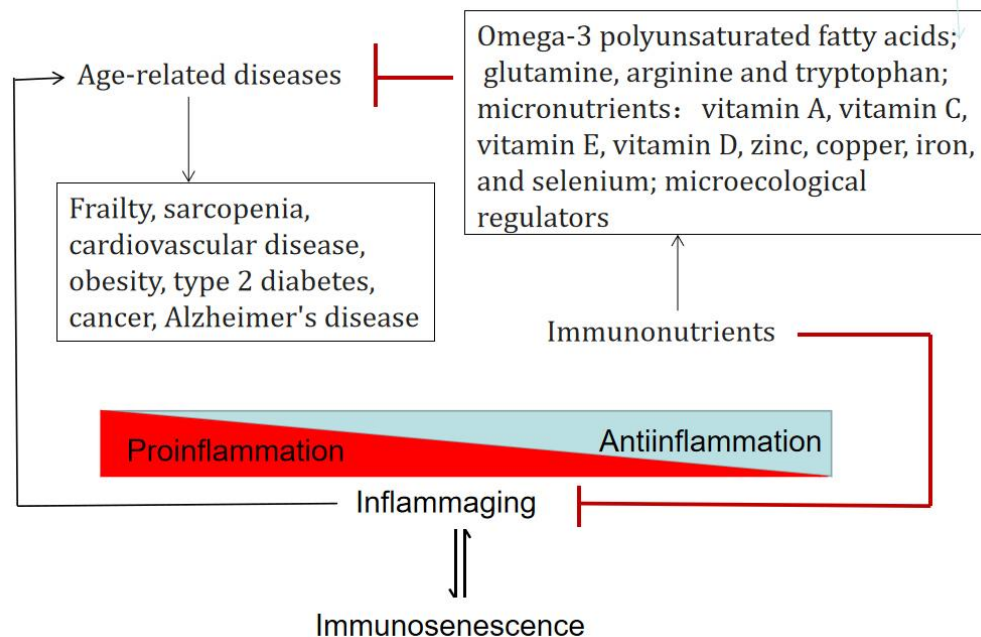 Age-related diseases
Omega-3 polyunsaturated fatty acids;
glutamine, arginine and tryptophan;
micronutrients： vitamin A, vitamin C,
vitamin E, vitamin D, zinc, copper, iron,
and selenium; microecological
regulators
Frailty, sarcopenia,
cardiovascular disease,
obesity, type 2 diabetes,
cancer, Alzheimer's disease
Immunonutrients
Proinflammation
Antiinflammation
Inflammaging
Immunosenescence